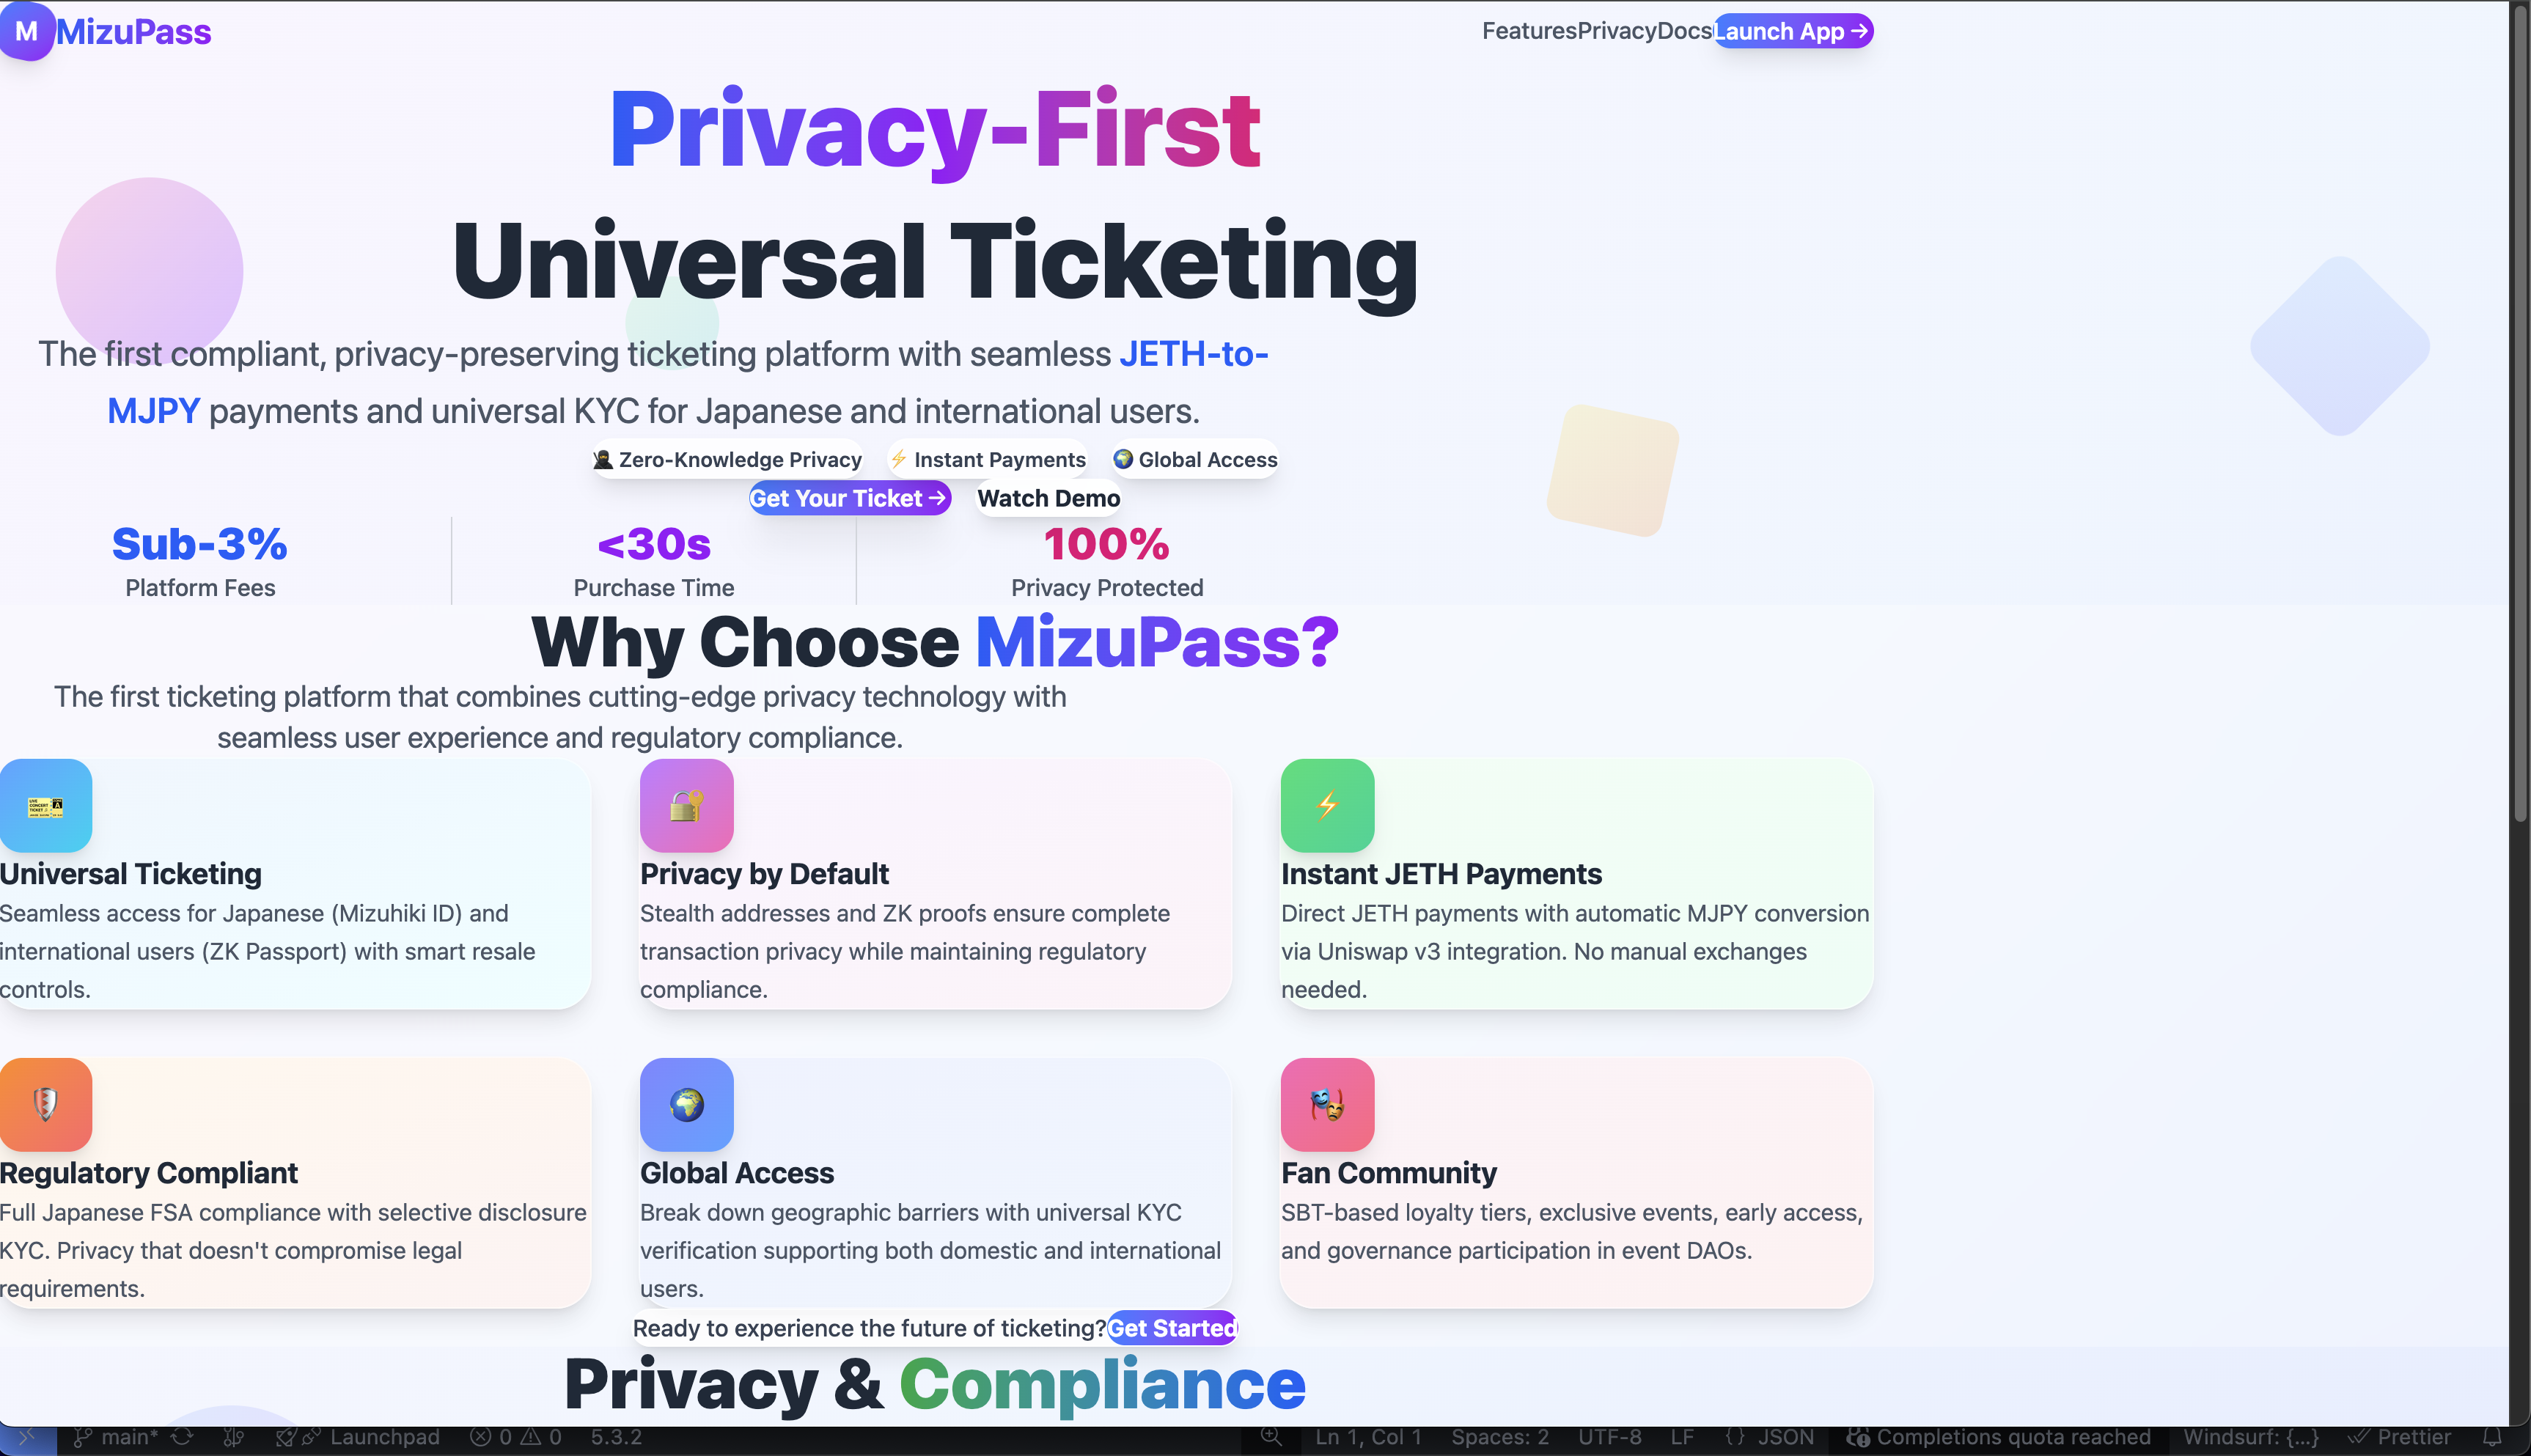 M MizuPass
Features Privacy Docs Launch App →
Privacy-First
Universal Ticketing
The first compliant, privacy-preserving ticketing platform with seamless JETH-to-
MJPY payments and universal KYC for Japanese and international users.
🥷 Zero-Knowledge Privacy ⚡ Instant Payments 🌍 Global Access
Get Your Ticket → Watch Demo
Sub-3% <30s 100%
Platform Fees Purchase Time Privacy Protected
Why Choose MizuPass?
The first ticketing platform that combines cutting-edge privacy technology with
seamless user experience and regulatory compliance.
Universal Ticketing
Seamless access for Japanese (Mizuhiki ID) and
international users (ZK Passport) with smart resale
controls.
Privacy by Default
Stealth addresses and ZK proofs ensure complete
transaction privacy while maintaining regulatory
compliance.
Instant JETH Payments
Direct JETH payments with automatic MJPY conversion
via Uniswap v3 integration. No manual exchanges
needed.
Regulatory Compliant
Full Japanese FSA compliance with selective disclosure
KYC. Privacy that doesn't compromise legal
requirements.
Global Access
Break down geographic barriers with universal KYC
verification supporting both domestic and international
users.
Fan Community
SBT-based loyalty tiers, exclusive events, early access,
and governance participation in event DAOs.
Ready to experience the future of ticketing? Get Started
Privacy & Compliance
main* Launchpad 0 0 5.3.2 Ln 1, Col 1 Spaces: 2 UTF-8 LF {} JSON Completions quota reached Windsurf: {...} Prettier